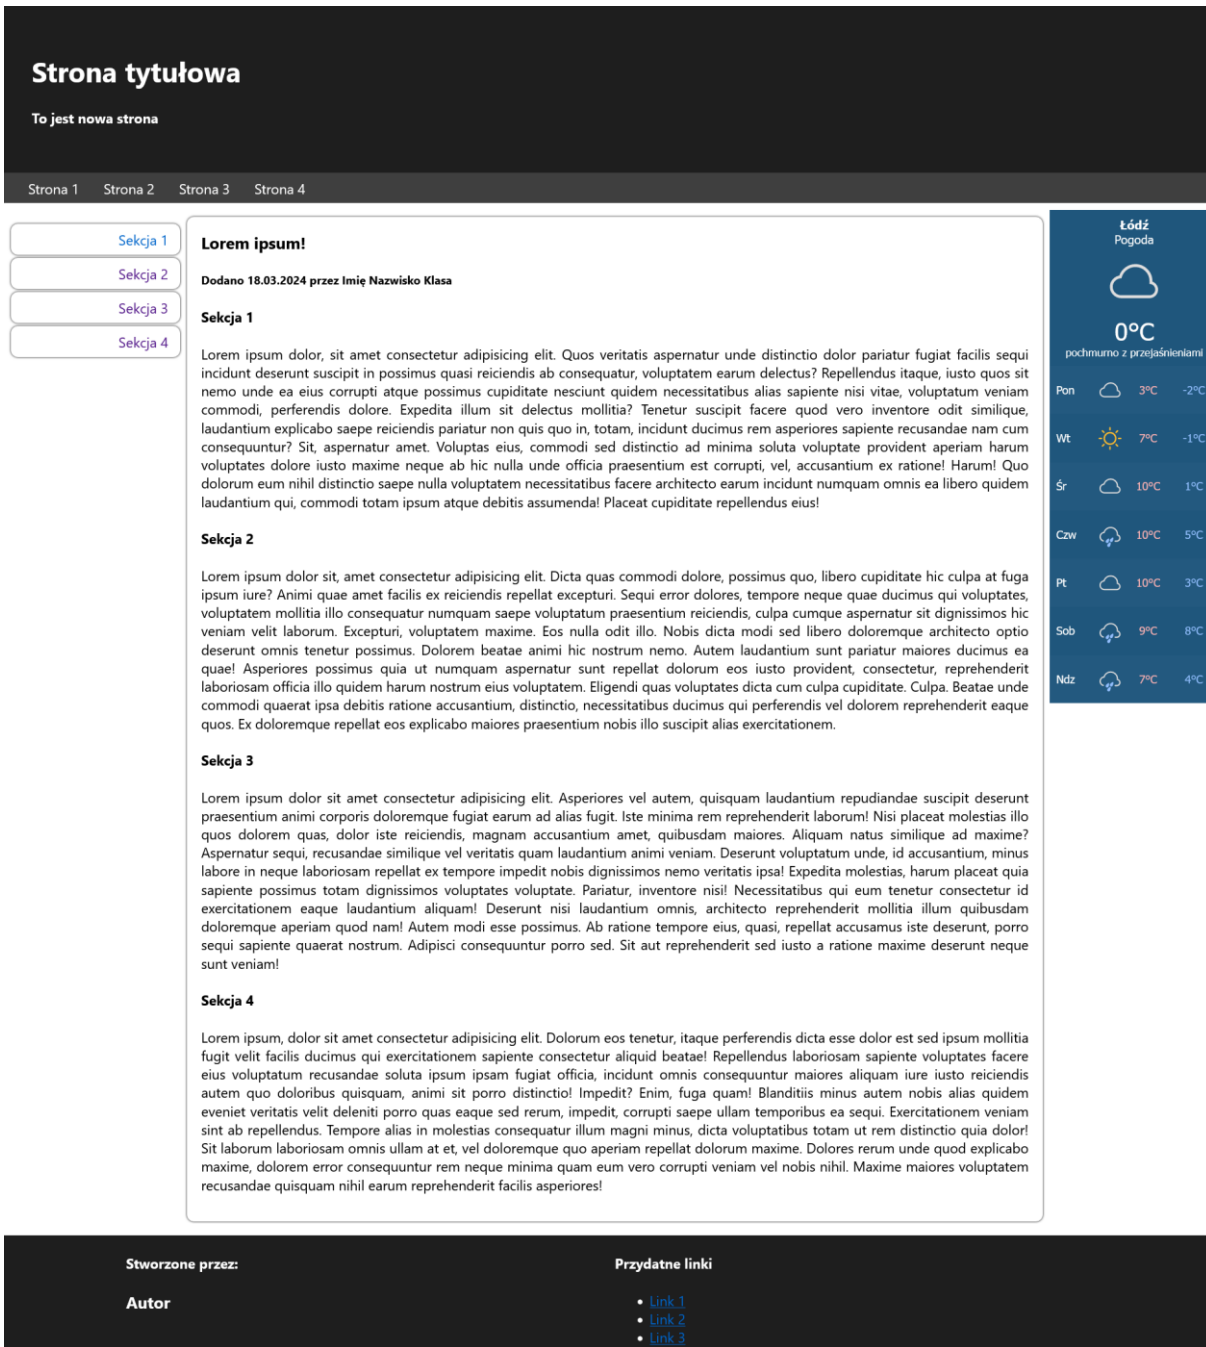 Strona tytułowa
To jest nowa strona
Strona 1 Strona 2 Strona 3 Strona 4
Sekcja 1
Sekcja 2
Sekcja 3
Sekcja 4
Lorem ipsum!
Dodano 18.03.2024 przez Imię Nazwisko Klasa
Sekcja 1
Lorem ipsum dolor, sit amet consectetur adipisicing elit. Quos veritatis aspernatur unde distinctio dolor pariatur fugiat facilis sequi
incidunt deserunt suscipit in possimus quasi reiciendis ab consequatur, voluptatem earum delectus? Repellendus itaque, iusto quos sit
nemo unde ea eius corrupti atque possimus cupiditate nesciunt quidem necessitatibus alias sapiente nisi vitae, voluptatum veniam
commodi, perferendis dolore. Expedita illum sit delectus mollitia? Tenetur suscipit facere quod vero inventore odit similique,
laudantium explicabo saepe reiciendis pariatur non quis quo in, totam, incidunt ducimus rem asperiores sapiente recusandae nam cum
consequuntur? Sit, aspernatur amet. Voluptas eius, commodi sed distinctio ad minima soluta voluptate provident aperiam harum
voluptates dolore iusto maxime neque ab hic nulla unde officia praesentium est corrupti, vel, accusantium ex ratione! Harum! Quo
dolorum eum nihil distinctio saepe nulla voluptatem necessitatibus facere architecto earum incidunt numquam omnis ea libero quidem
laudantium qui, commodi totam ipsum atque debitis assumenda! Placeat cupiditate repellendus eius!
Sekcja 2
Lorem ipsum dolor sit, amet consectetur adipisicing elit. Dicta quas commodi dolore, possimus quo, libero cupiditate hic culpa at fuga
ipsum iure? Animi quae amet facilis ex reiciendis repellat excepturi. Sequi error dolores, tempore neque quae ducimus qui voluptates,
voluptatem mollitia illo consequatur numquam saepe voluptatum praesentium reiciendis, culpa cumque aspernatur sit dignissimos hic
veniam velit laborum. Excepturi, voluptatem maxime. Eos nulla odit illo. Nobis dicta modi sed libero doloremque architecto optio
deserunt omnis tenetur possimus. Dolorem beatae animi hic nostrum nemo. Autem laudantium sunt pariatur maiores ducimus ea
quae! Asperiores possimus quia ut numquam aspernatur sunt repellat dolorum eos iusto provident, consectetur, reprehenderit
laboriosam officia illo quidem harum nostrum eius voluptatem. Eligendi quas voluptates dicta cum culpa cupiditate. Culpa. Beatae unde
commodi quaerat ipsa debitis ratione accusantium, distinctio, necessitatibus ducimus qui perferendis vel dolorem reprehenderit eaque
quos. Ex doloremque repellat eos explicabo maiores praesentium nobis illo suscipit alias exercitationem.
Sekcja 3
Lorem ipsum dolor sit amet consectetur adipisicing elit. Asperiores vel autem, quisquam laudantium repudiandae suscipit deserunt
praesentium animi corporis doloremque fugiat earum ad alias fugit. Iste minima rem reprehenderit laborum! Nisi placeat molestias illo
quos dolorem quas, dolor iste reiciendis, magnam accusantium amet, quibusdam maiores. Aliquam natus similique ad maxime?
Aspernatur sequi, recusandae similique vel veritatis quam laudantium animi veniam. Deserunt voluptatum unde, id accusantium, minus
labore in neque laboriosam repellat ex tempore impedit nobis dignissimos nemo veritatis ipsa! Expedita molestias, harum placeat quia
sapiente possimus totam dignissimos voluptates voluptate. Pariatur, inventore nisi! Necessitatibus qui eum tenetur consectetur id
exercitationem eaque laudantium aliquam! Deserunt nisi laudantium omnis, architecto reprehenderit mollitia illum quibusdam
doloremque aperiam quod nam! Autem modi esse possimus. Ab ratione tempore eius, quasi, repellat accusamus iste deserunt, porro
sequi sapiente quaerat nostrum. Adipisci consequuntur porro sed. Sit aut reprehenderit sed iusto a ratione maxime deserunt neque
sunt veniam!
Sekcja 4
Lorem ipsum, dolor sit amet consectetur adipisicing elit. Dolorum eos tenetur, itaque perferendis dicta esse dolor est sed ipsum mollitia
fugit velit facilis ducimus qui exercitationem sapiente consectetur aliquid beatae! Repellendus laboriosam sapiente voluptates facere
eius voluptatum recusandae soluta ipsum ipsam fugiat officia, incidunt omnis consequuntur maiores aliquam iure iusto reiciendis
autem quo doloribus quisquam, animi sit porro distinctio! Impedit? Enim, fuga quam! Blanditiis minus autem nobis alias quidem
eveniet veritatis velit deleniti porro quas eaque sed rerum, impedit, corrupti saepe ullam temporibus ea sequi. Exercitationem veniam
sint ab repellendus. Tempore alias in molestias consequatur illum magni minus, dicta voluptatibus totam ut rem distinctio quia dolor!
Sit laborum laboriosam omnis ullam at et, vel doloremque quo aperiam repellat dolorum maxime. Dolores rerum unde quod explicabo
maxime, dolorem error consequuntur rem neque minima quam eum vero corrupti veniam vel nobis nihil. Maxime maiores voluptatem
recusandae quisquam nihil earum reprehenderit facilis asperiores!
Łódź
Pogoda
0°C
pochmurno z przejaśnieniami
Pon 3°C -2°C
Wt 7°C -1°C
Śr 10°C 1°C
Czw 10°C 5°C
Pt 10°C 3°C
Sob 9°C 8°C
Ndz 7°C 4°C
Stworzone przez:
Autor
Przydatne linki
Link 1
Link 2
Link 3